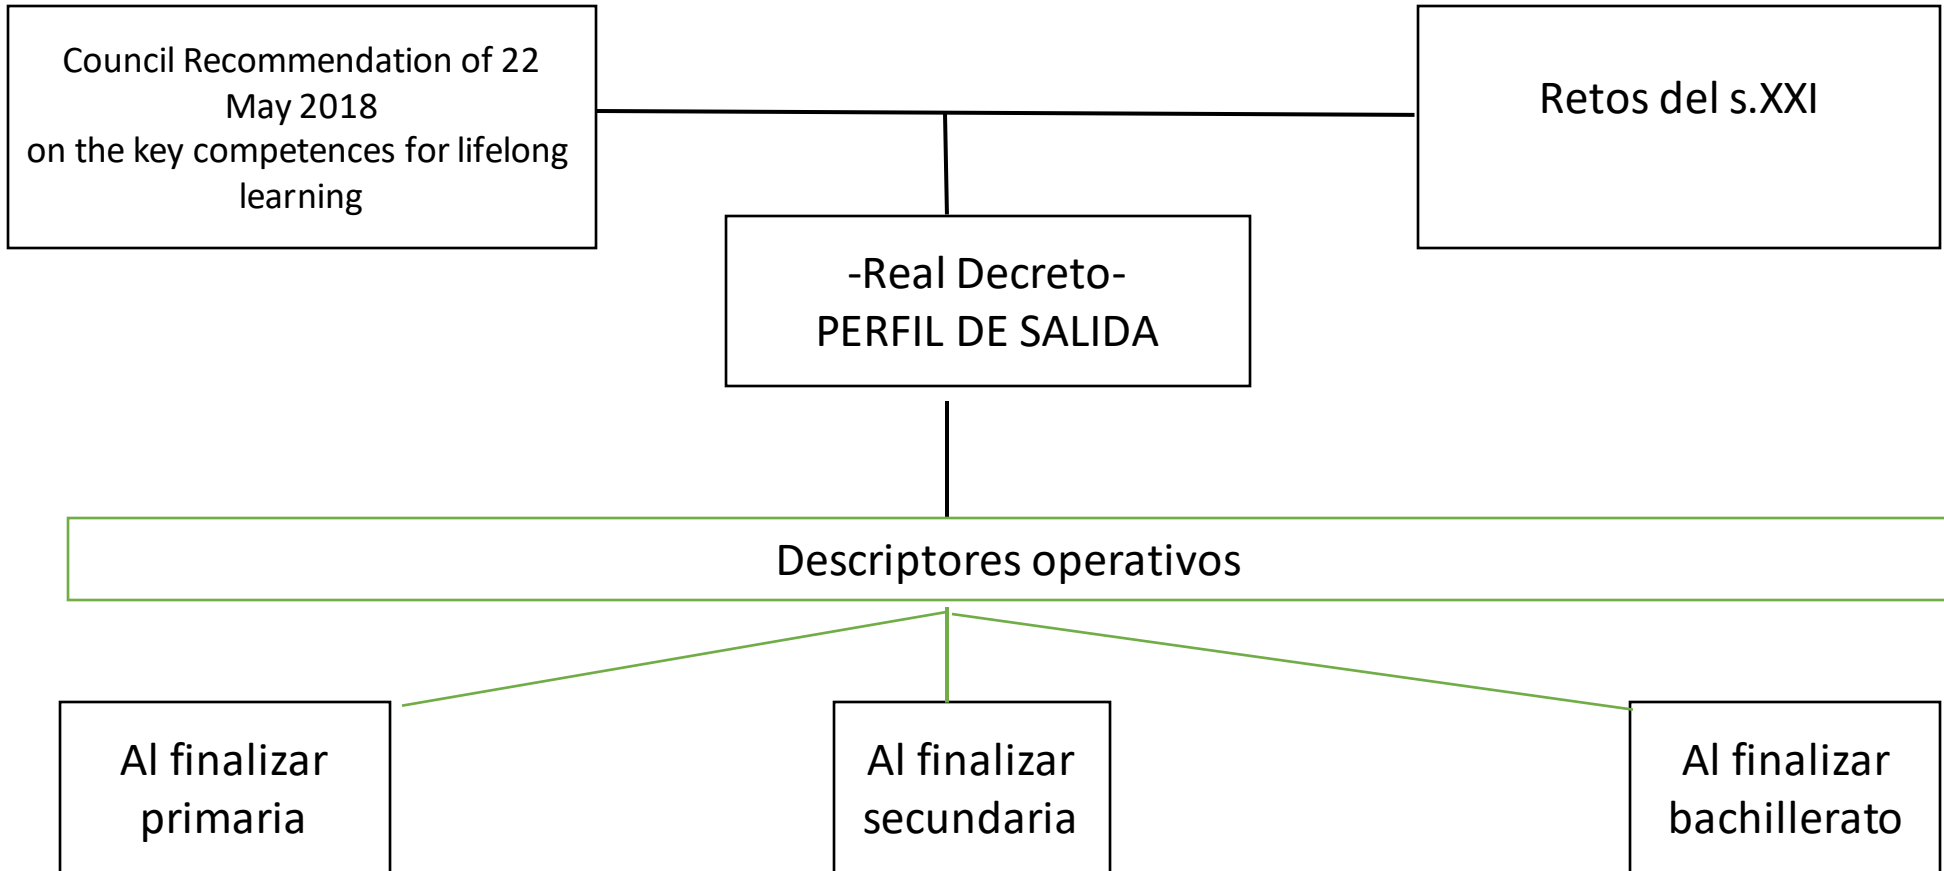 Council Recommendation of 22
May 2018
on the key competences for lifelong
learning
Retos del s.XXI
-Real Decreto-
PERFIL DE SALIDA
Descriptores operativos
Al finalizar
primaria
Al finalizar
secundaria
Al finalizar
bachillerato